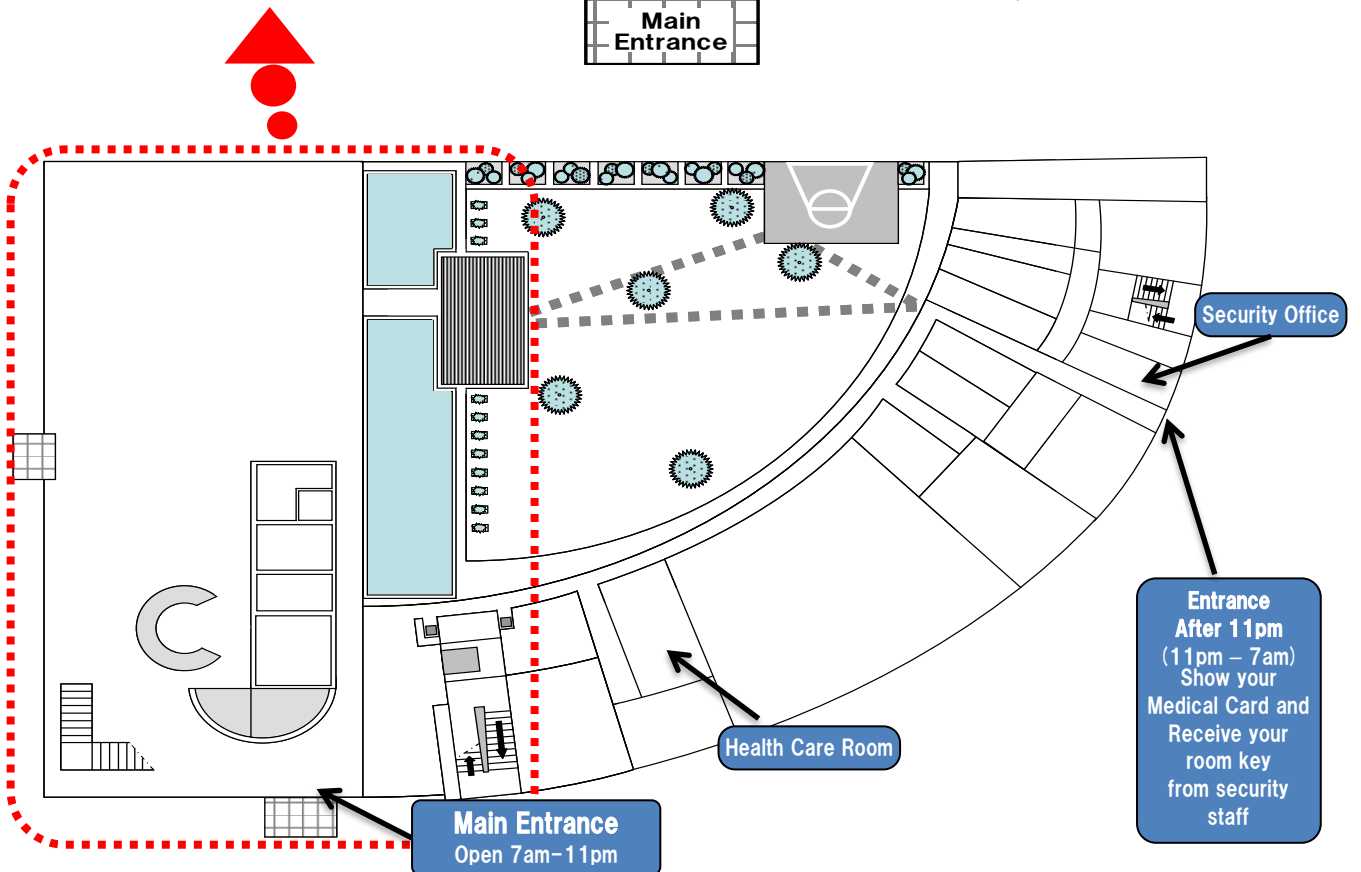 Main
Entrance
Security Office
Entrance
After 11pm
(11pm – 7am)
Show your
Medical Card and
Receive your
room key
from security
staff
Health Care Room
Main Entrance
Open 7am-11pm